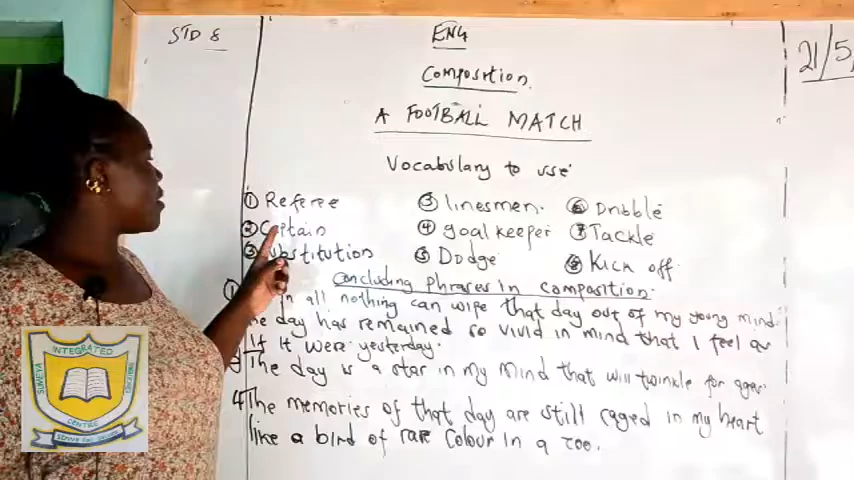 STD 8
ENG
21/5
Composition
A FOOTBALL MATCH
Vocabulary to use
① Referee ③ linesmen. ⑥ Dribble
② Captain ④ goal keeper ⑦ Tackle
③ Substitution ⑤ Dodge ⑧ Kick off
Concluding phrases in composition.
in all nothing can wipe that day out of my young mind.
day has remained so vivid in mind that I feel as
If it were yesterday.
The day is a star in my mind that will twinkle for ages.
4 The memories of that day are still caged in my heart
like a bird of rare colour in a zoo.
SUMEYA INTEGRATED EDUCATIONAL
CENTRE